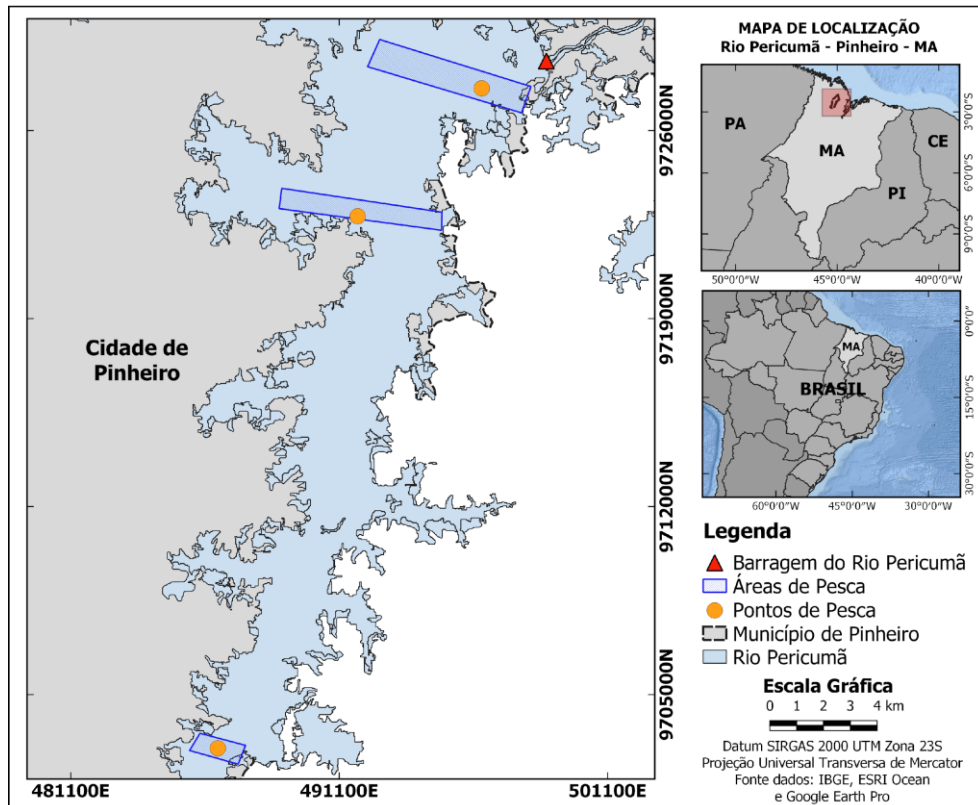 Cidade de
Pinheiro
9726000N
9719000N
9712000N
9705000N
481100E
491100E
501100E
MAPA DE LOCALIZAÇÃO
Rio Pericumã - Pinheiro - MA
PA
MA
CE
PI
3°0'0"S
6°0'0"S
9°0'0"S
50°0'0"W
45°0'0"W
40°0'0"W
MA
BRASIL
0°0'0"
15°0'0"S
30°0'0"S
60°0'0"W
45°0'0"W
30°0'0"W
Legenda
Barragem do Rio Pericumã
Áreas de Pesca
Pontos de Pesca
Município de Pinheiro
Rio Pericumã
Escala Gráfica
0 1 2 3 4 km
Datum SIRGAS 2000 UTM Zona 23S
Projeção Universal Transversa de Mercator
Fonte dados: IBGE, ESRI Ocean
e Google Earth Pro